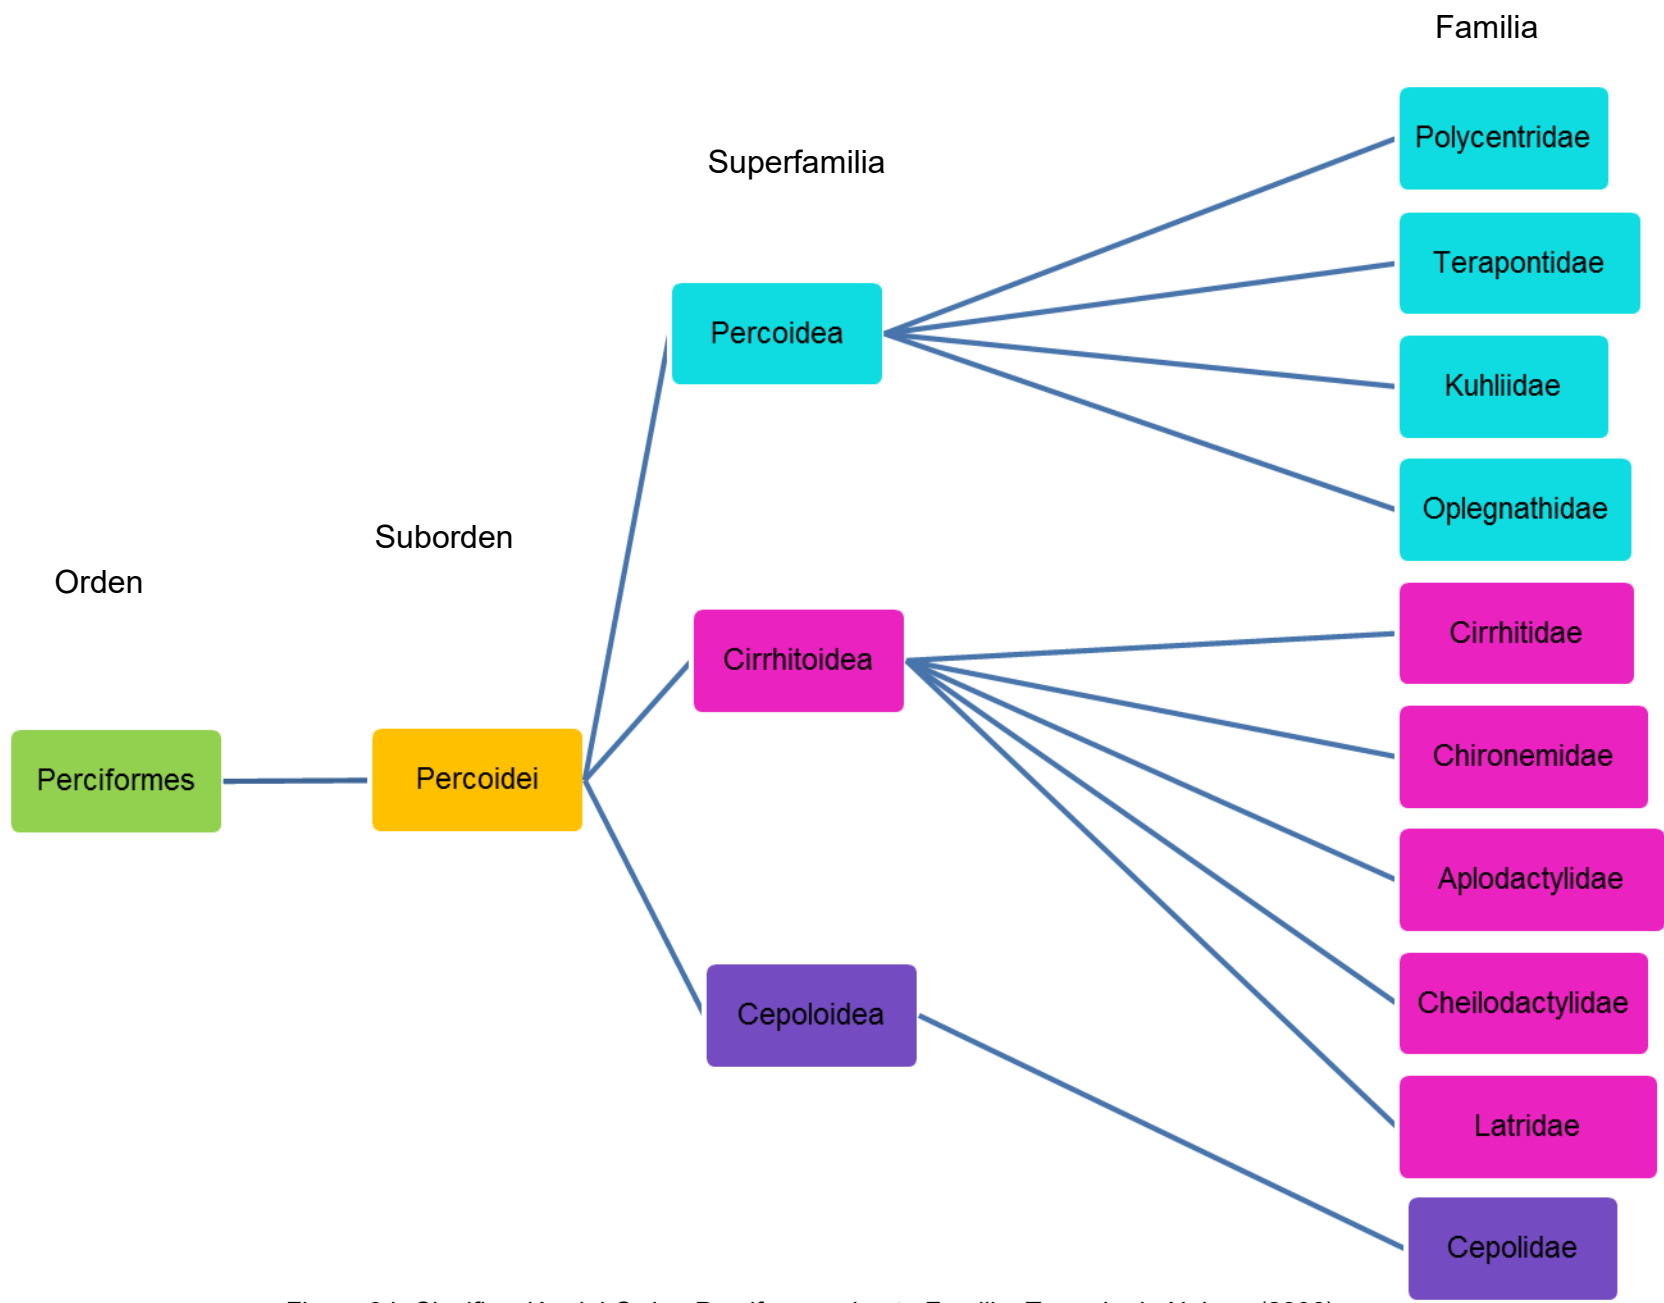 Familia
Superfamilia
Suborden
Orden
Perciformes
Percoidei
Percoidea
Cirrhitoidea
Cepoloidea
Polycentridae
Terapontidae
Kuhliidae
Oplegnathidae
Cirrhitidae
Chironemidae
Aplodactylidae
Cheilodactylidae
Latridae
Cepolidae